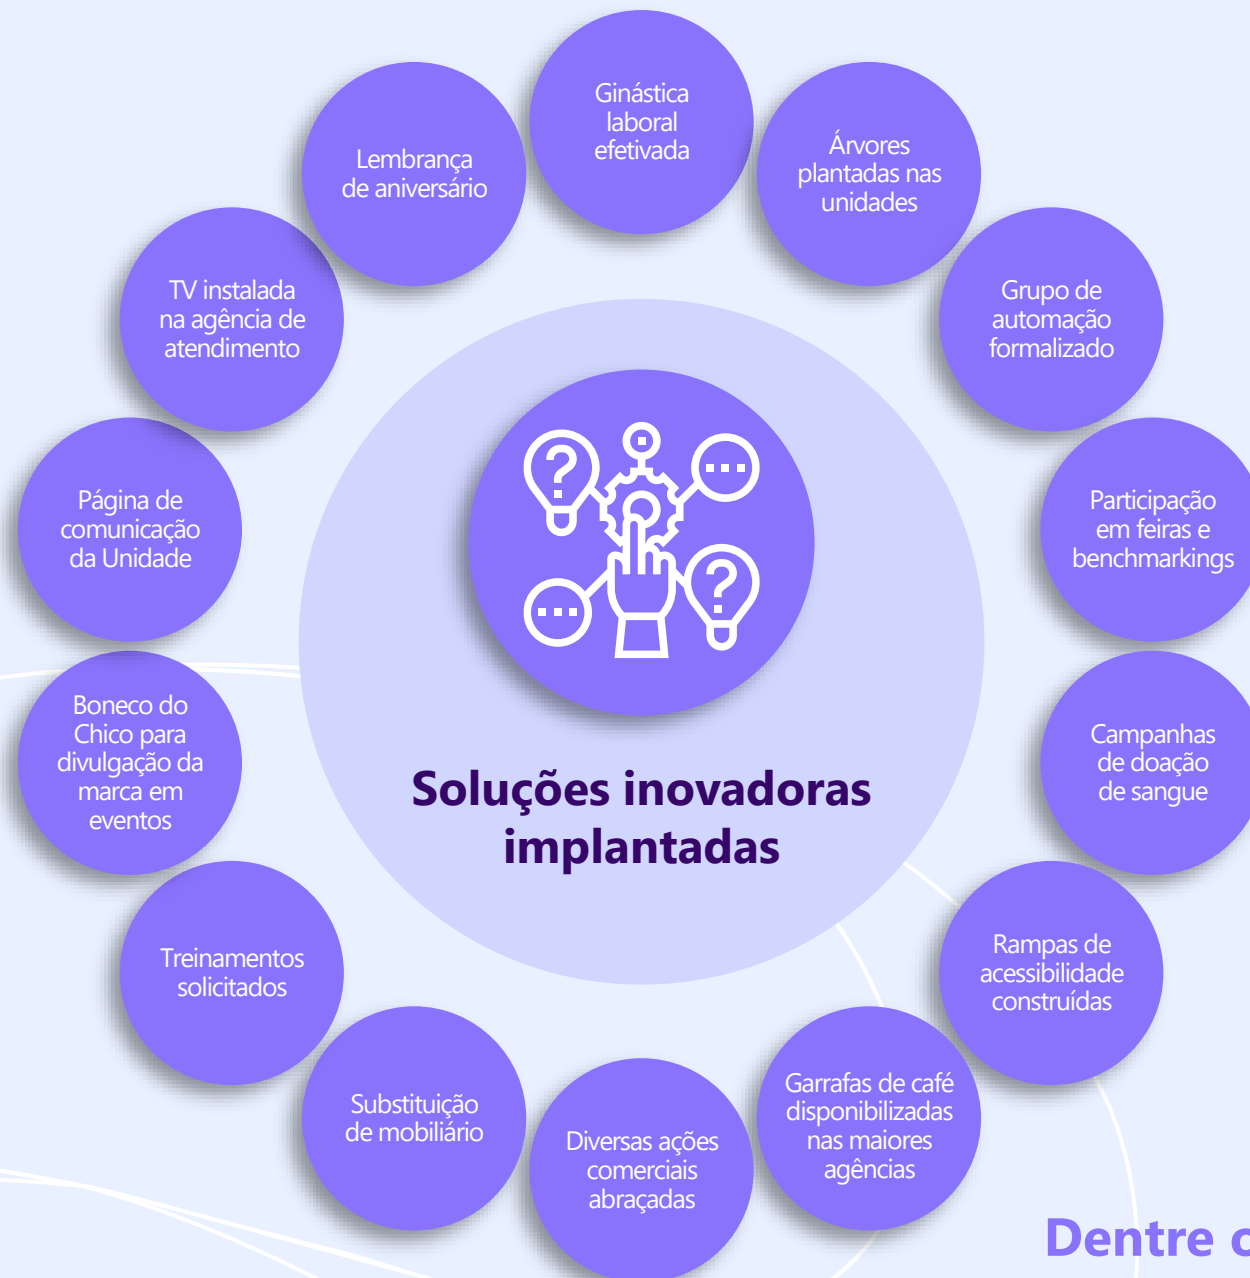 Ginástica
laboral
efetivada
Árvores
plantadas nas
unidades
Grupo de
automação
formalizado
Participação
em feiras e
benchmarkings
Campanhas
de doação
de sangue
Rampas de
acessibilidade
construídas
Garrafas de café
disponibilizadas
nas maiores
agências
Diversas ações
comerciais
abraçadas
Substituição
de mobiliário
Treinamentos
solicitados
Boneco do
Chico para
divulgação da
marca em
eventos
Página de
comunicação
da Unidade
TV instalada
na agência de
atendimento
Lembrança
de aniversário
Soluções inovadoras
implantadas
Dentre